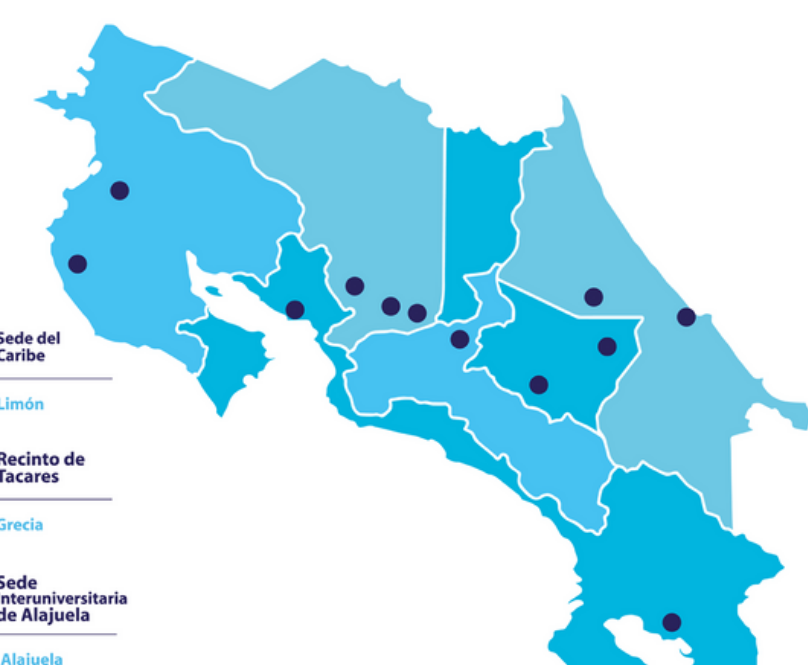 Sede del
Caribe
Limón
Recinto de
Tacares
Grecia
Sede
Interuniversitaria
de Alajuela
Alajuela